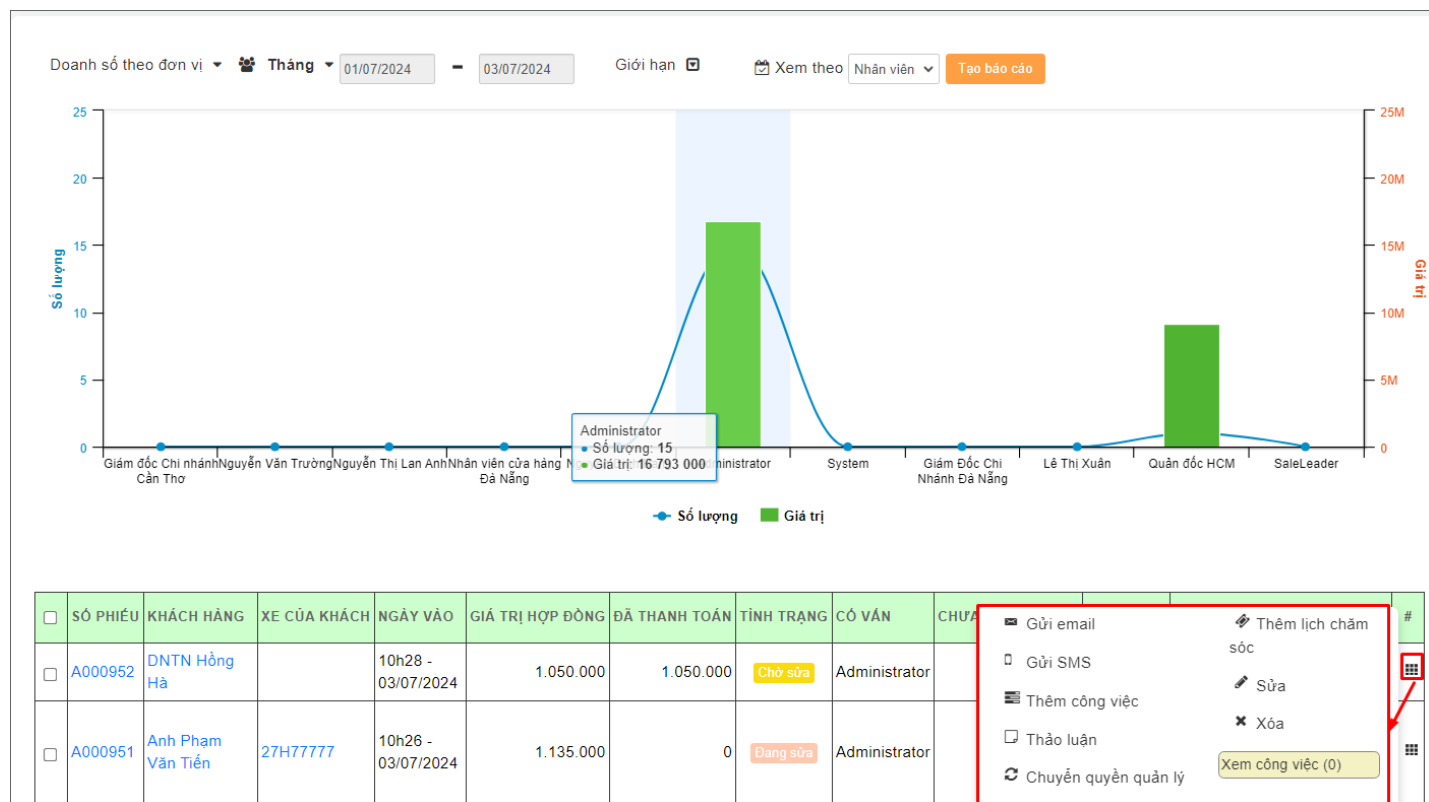 Doanh số theo đơn vị Tháng 01/07/2024 - 03/07/2024 Giới hạn Xem theo Nhân viên Tạo báo cáo
25 25M
20 20M
15 15M
10 10M
5 5M
0 0
Số lượng
Giá trị
Administrator
Số lượng: 15
Giá trị: 16 793 000
Giám đốc Chi nhánh Cần Thơ
Nguyễn Văn Trường
Nguyễn Thị Lan Anh
Nhân viên cửa hàng Đà Nẵng
System
Giám Đốc Chi Nhánh Đà Nẵng
Lê Thị Xuân
Quản đốc HCM
SaleLeader
Số lượng Giá trị
SỐ PHIẾU KHÁCH HÀNG XE CỦA KHÁCH NGÀY VÀO GIÁ TRỊ HỢP ĐỒNG ĐÃ THANH TOÁN TÌNH TRẠNG CỐ VẤN CHƯA #
A000952 DNTN Hồng Hà 10h28 - 03/07/2024 1.050.000 1.050.000 Chờ sửa Administrator
A000951 Anh Phạm Văn Tiến 27H77777 10h26 - 03/07/2024 1.135.000 0 Đang sửa Administrator
Gửi email
Gửi SMS
Thêm công việc
Thảo luận
Chuyển quyền quản lý
Thêm lịch chăm
sóc
Sửa
Xóa
Xem công việc (0)